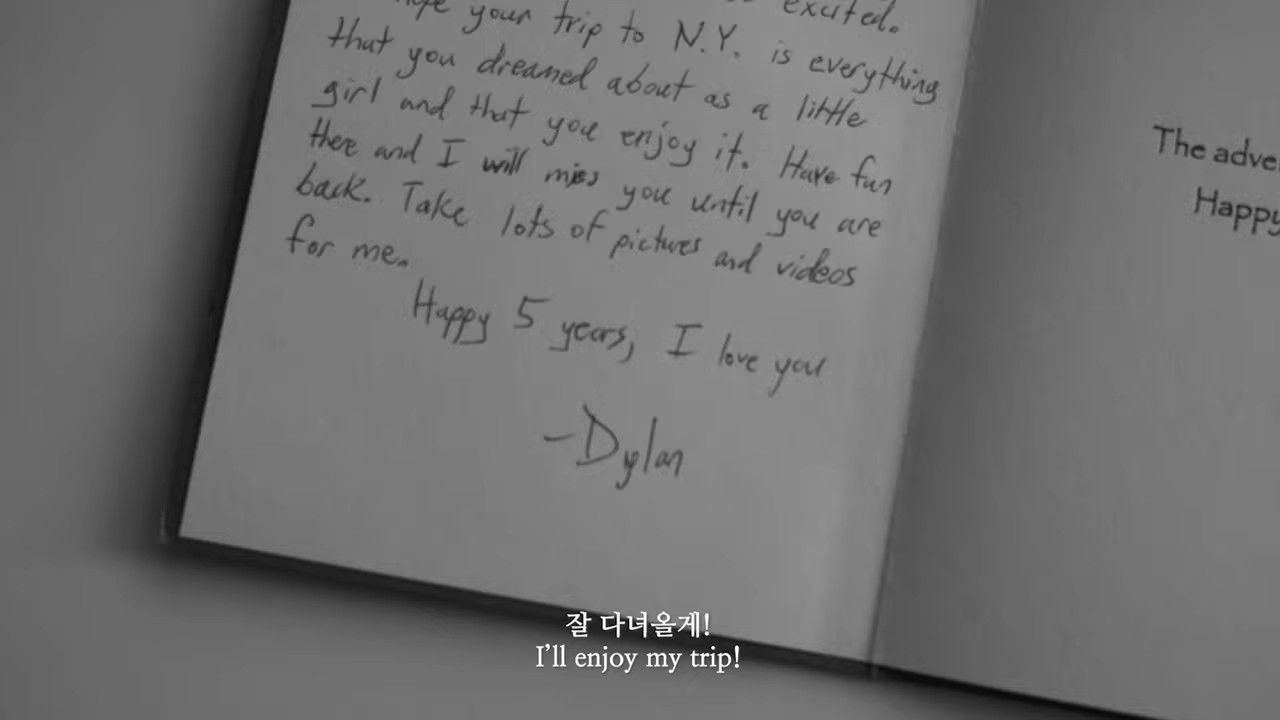 excited.
your trip to N.Y. is everything
that you dreamed about as a little
girl and that you enjoy it. Have fun
there and I will miss you until you are
back. Take lots of pictures and videos
for me.
Happy 5 years, I love you
-Dylan
The adve
Happy
잘 다녀올게!
I'll enjoy my trip!